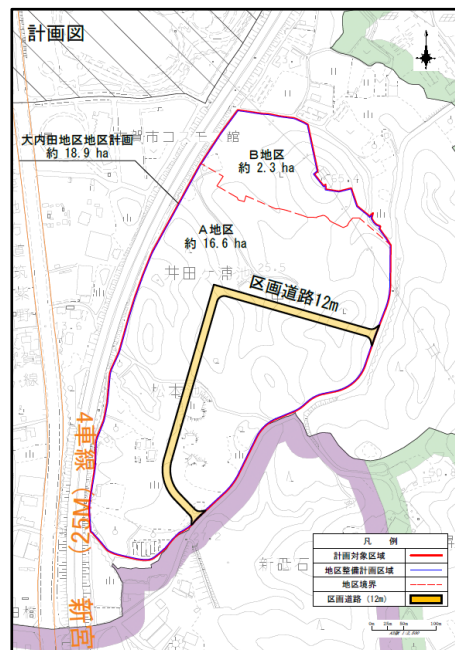 計画図
大内田地区地区計画
約 18.9 ha
B地区
約 2.3 ha
A地区
約 16.6 ha
区画道路12m
4車線 (W52)
新宮
凡 例
計画対象区域
地区整備計画区域
地区境界
区画道路 (12m)